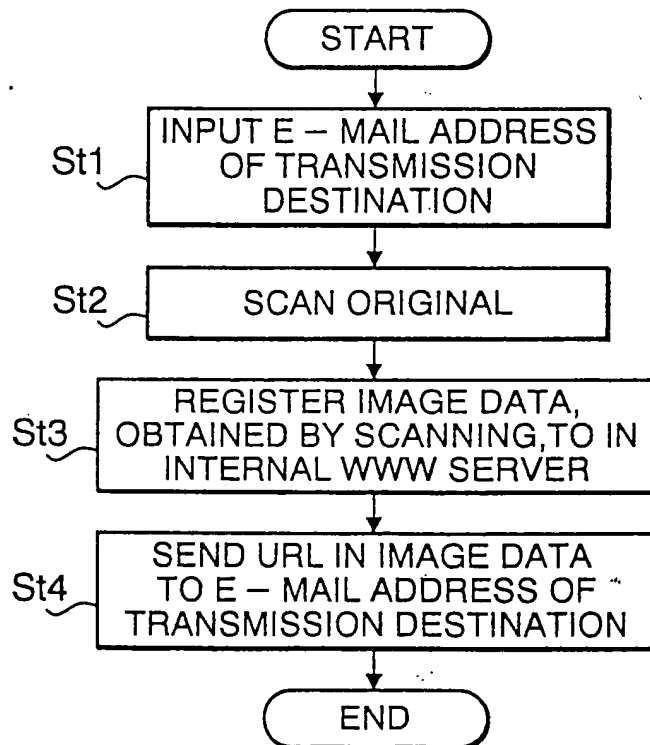 START
St1
INPUT E – MAIL ADDRESS
OF TRANSMISSION
DESTINATION
St2
SCAN ORIGINAL
St3
REGISTER IMAGE DATA,
OBTAINED BY SCANNING,TO IN
INTERNAL WWW SERVER
St4
SEND URL IN IMAGE DATA
TO E – MAIL ADDRESS OF
TRANSMISSION DESTINATION
END